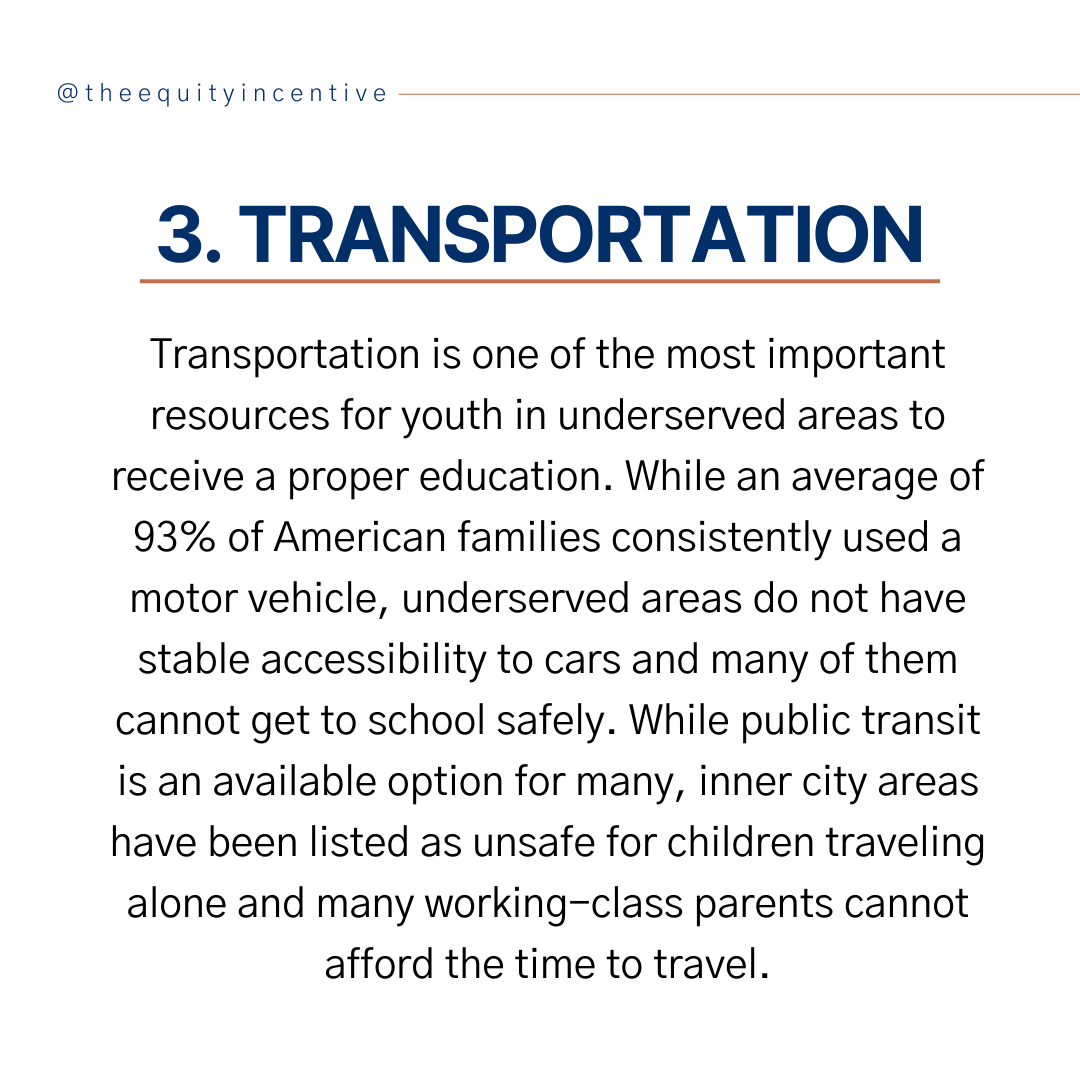 @theequityincentive
3. TRANSPORTATION
Transportation is one of the most important
resources for youth in underserved areas to
receive a proper education. While an average of
93% of American families consistently used a
motor vehicle, underserved areas do not have
stable accessibility to cars and many of them
cannot get to school safely. While public transit
is an available option for many, inner city areas
have been listed as unsafe for children traveling
alone and many working-class parents cannot
afford the time to travel.